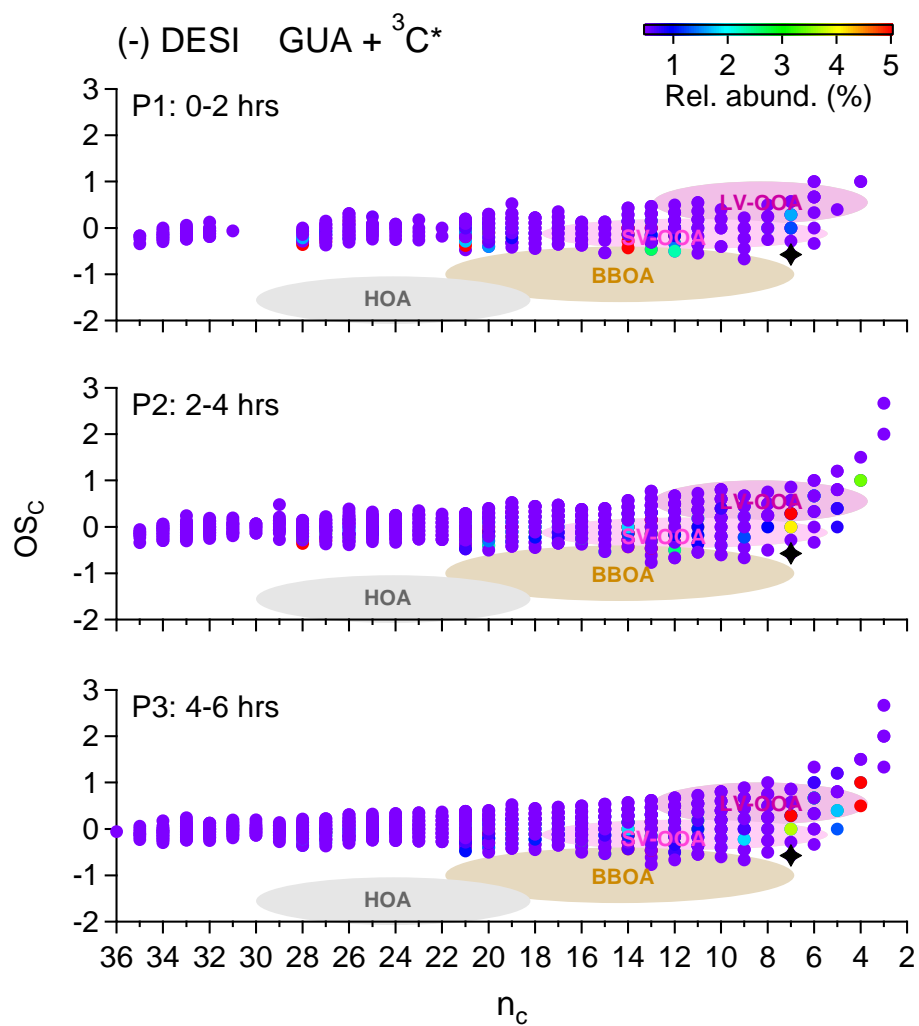 (-) DESI GUA + ³C*
1 2 3 4 5
Rel. abund. (%)
P1: 0-2 hrs
3
2
1
0
-1
-2
LV-OOA
SV-OOA
BBOA
HOA
P2: 2-4 hrs
3
2
1
0
-1
-2
LV-OOA
SV-OOA
BBOA
HOA
OS_C
P3: 4-6 hrs
3
2
1
0
-1
-2
LV-OOA
SV-OOA
BBOA
HOA
36 34 32 30 28 26 24 22 20 18 16 14 12 10 8 6 4 2
n_c